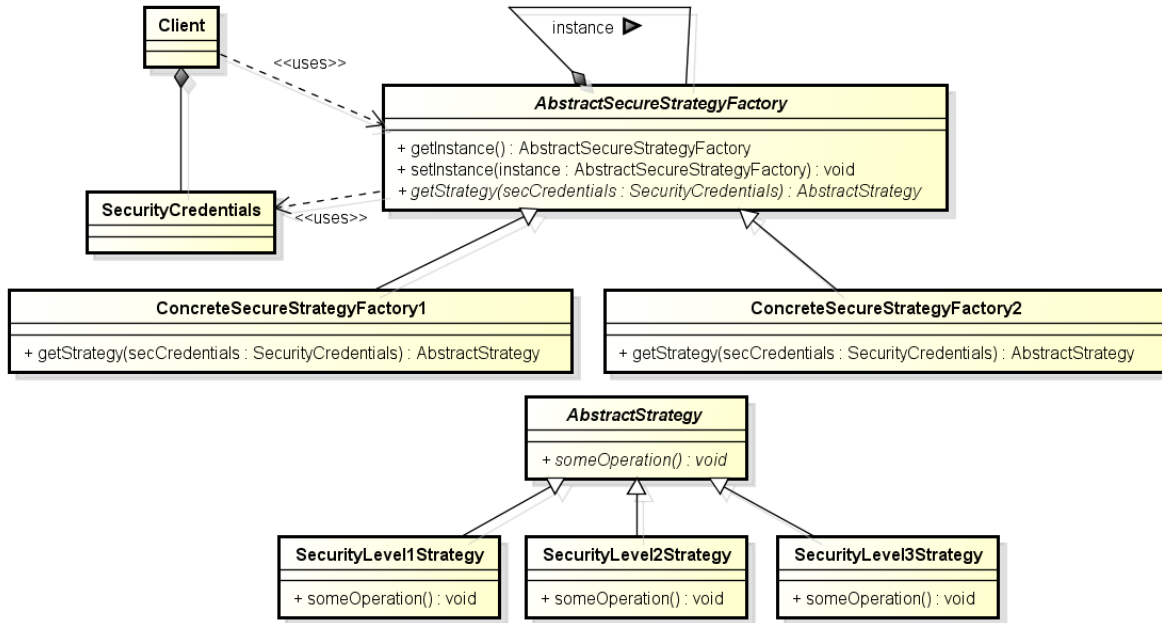 Client
instance
<<uses>>
AbstractSecureStrategyFactory
+ getInstance() : AbstractSecureStrategyFactory
+ setInstance(instance : AbstractSecureStrategyFactory) : void
+ getStrategy(secCredentials : SecurityCredentials) : AbstractStrategy
SecurityCredentials
<<uses>>
ConcreteSecureStrategyFactory1
+ getStrategy(secCredentials : SecurityCredentials) : AbstractStrategy
ConcreteSecureStrategyFactory2
+ getStrategy(secCredentials : SecurityCredentials) : AbstractStrategy
AbstractStrategy
+ someOperation() : void
SecurityLevel1Strategy
+ someOperation() : void
SecurityLevel2Strategy
+ someOperation() : void
SecurityLevel3Strategy
+ someOperation() : void